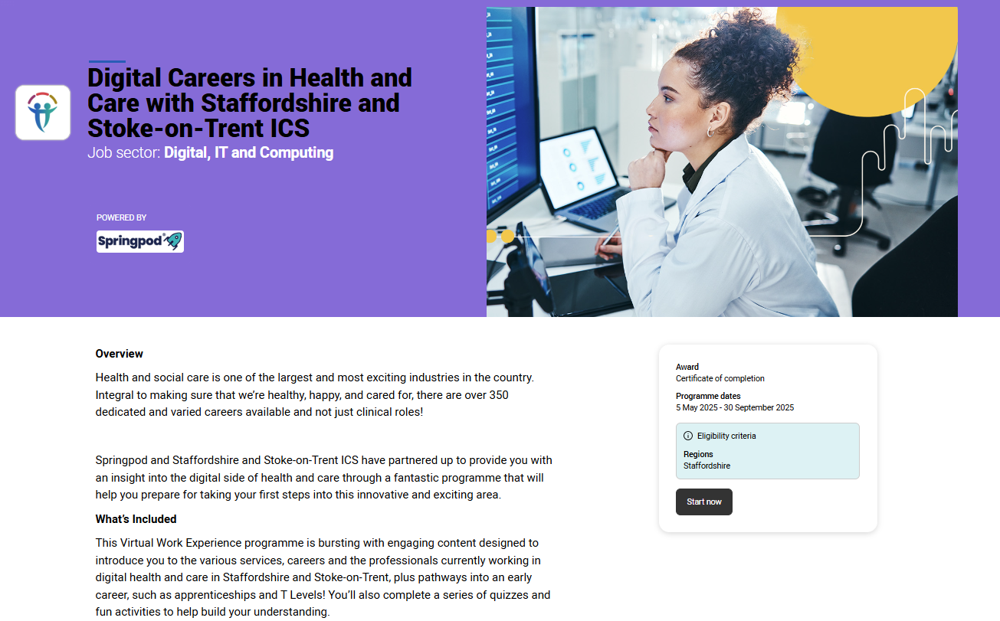 Digital Careers in Health and
Care with Staffordshire and
Stoke-on-Trent ICS
Job sector: Digital, IT and Computing
POWERED BY
Springpod
Overview
Health and social care is one of the largest and most exciting industries in the country.
Integral to making sure that we’re healthy, happy, and cared for, there are over 350
dedicated and varied careers available and not just clinical roles!
Springpod and Staffordshire and Stoke-on-Trent ICS have partnered up to provide you with
an insight into the digital side of health and care through a fantastic programme that will
help you prepare for taking your first steps into this innovative and exciting area.
What’s Included
This Virtual Work Experience programme is bursting with engaging content designed to
introduce you to the various services, careers and the professionals currently working in
digital health and care in Staffordshire and Stoke-on-Trent, plus pathways into an early
career, such as apprenticeships and T Levels! You’ll also complete a series of quizzes and
fun activities to help build your understanding.
Award
Certificate of completion
Programme dates
5 May 2025 - 30 September 2025
Eligibility criteria
Regions
Staffordshire
Start now